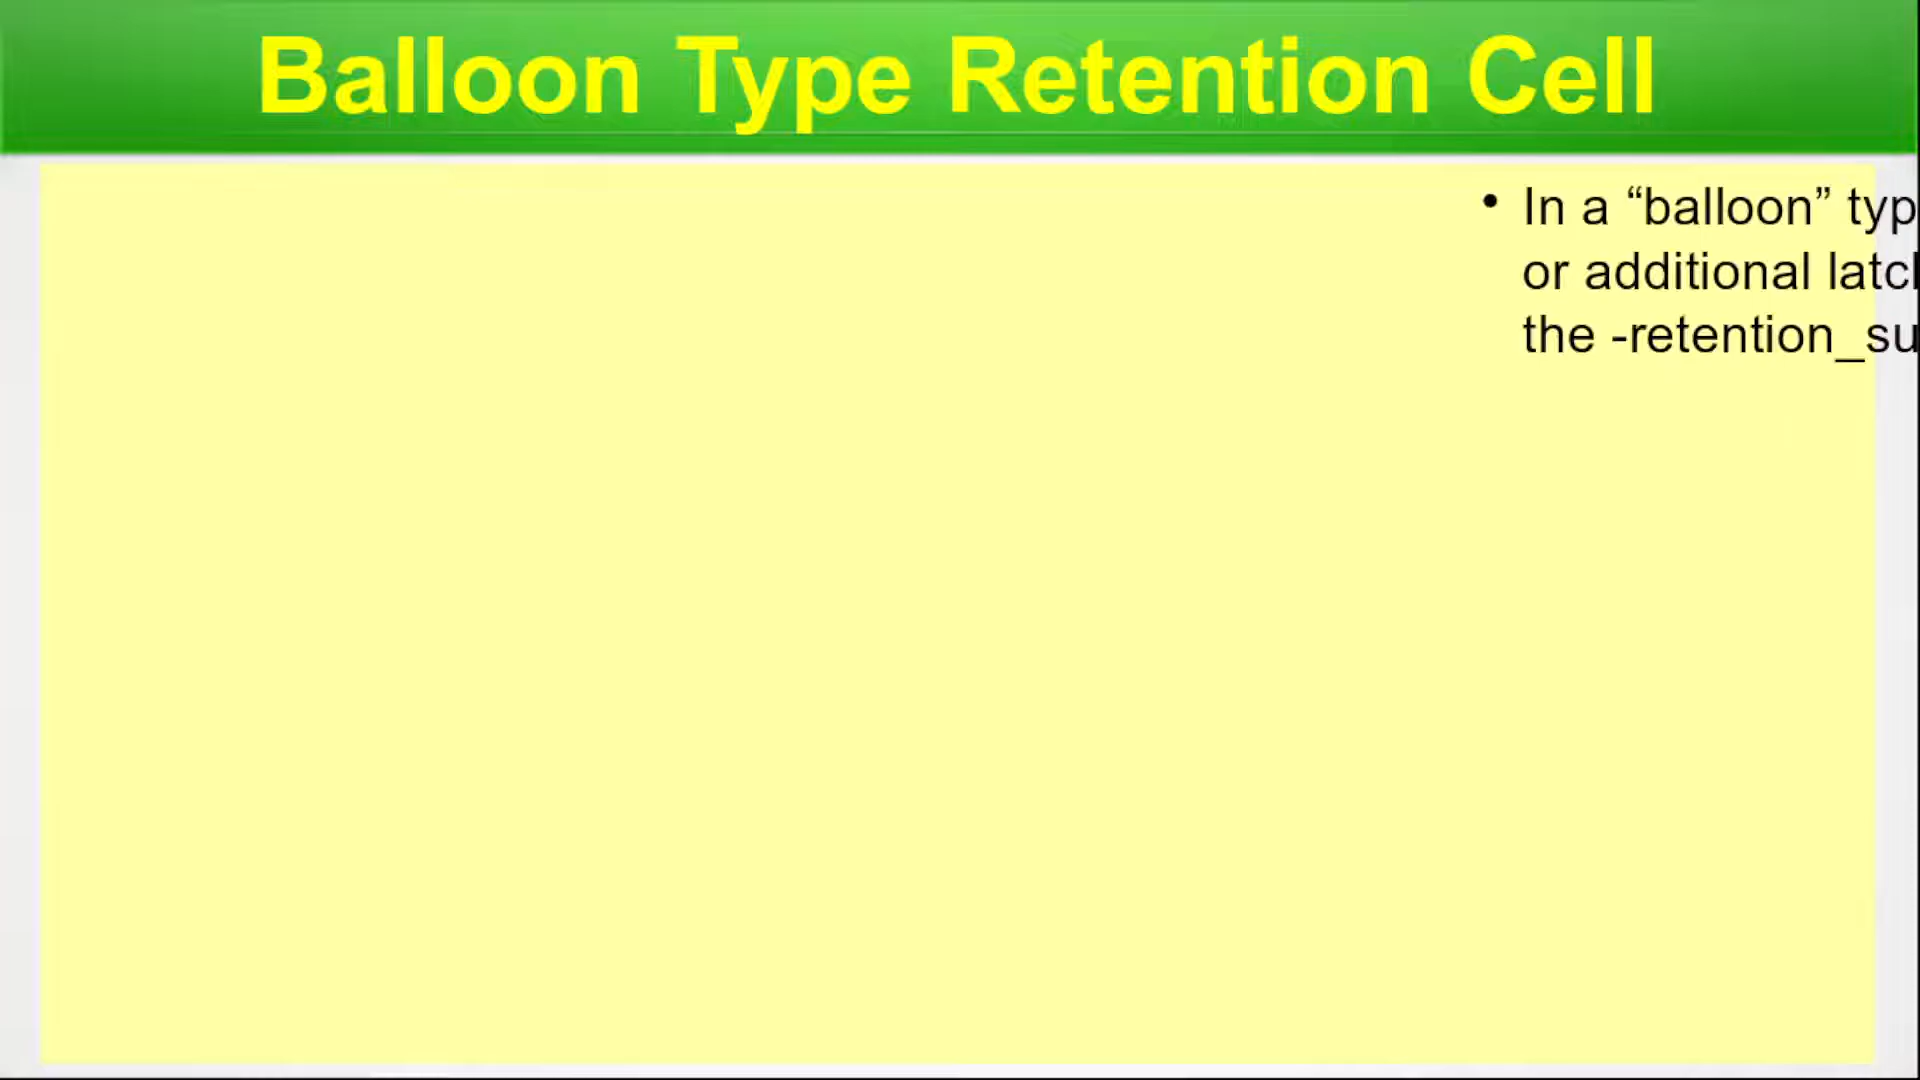 Balloon Type Retention Cell
• In a “balloon” typ
or additional latc
the -retention_su